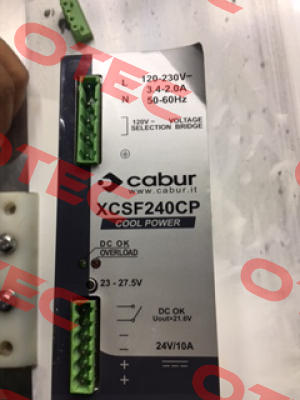 OTEC
L 120-230V~
3.4-2.0A
N 50-60Hz
120V~ VOLTAGE
SELECTION BRIDGE
cabur
www.cabur.it
XCSF240CP
COOL POWER
DC OK
OVERLOAD
23 - 27.5V
DC OK
Uout>21.6V
24V/10A